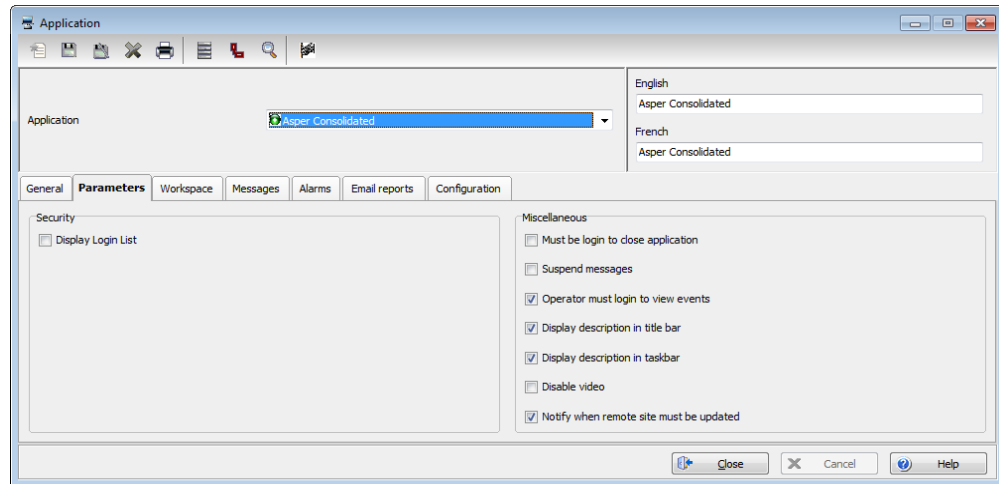 Application
English
Asper Consolidated
Application
Asper Consolidated
French
Asper Consolidated
General
Parameters
Workspace
Messages
Alarms
Email reports
Configuration
Security
Display Login List
Miscellaneous
Must be login to close application
Suspend messages
Operator must login to view events
Display description in title bar
Display description in taskbar
Disable video
Notify when remote site must be updated
Close
Cancel
Help